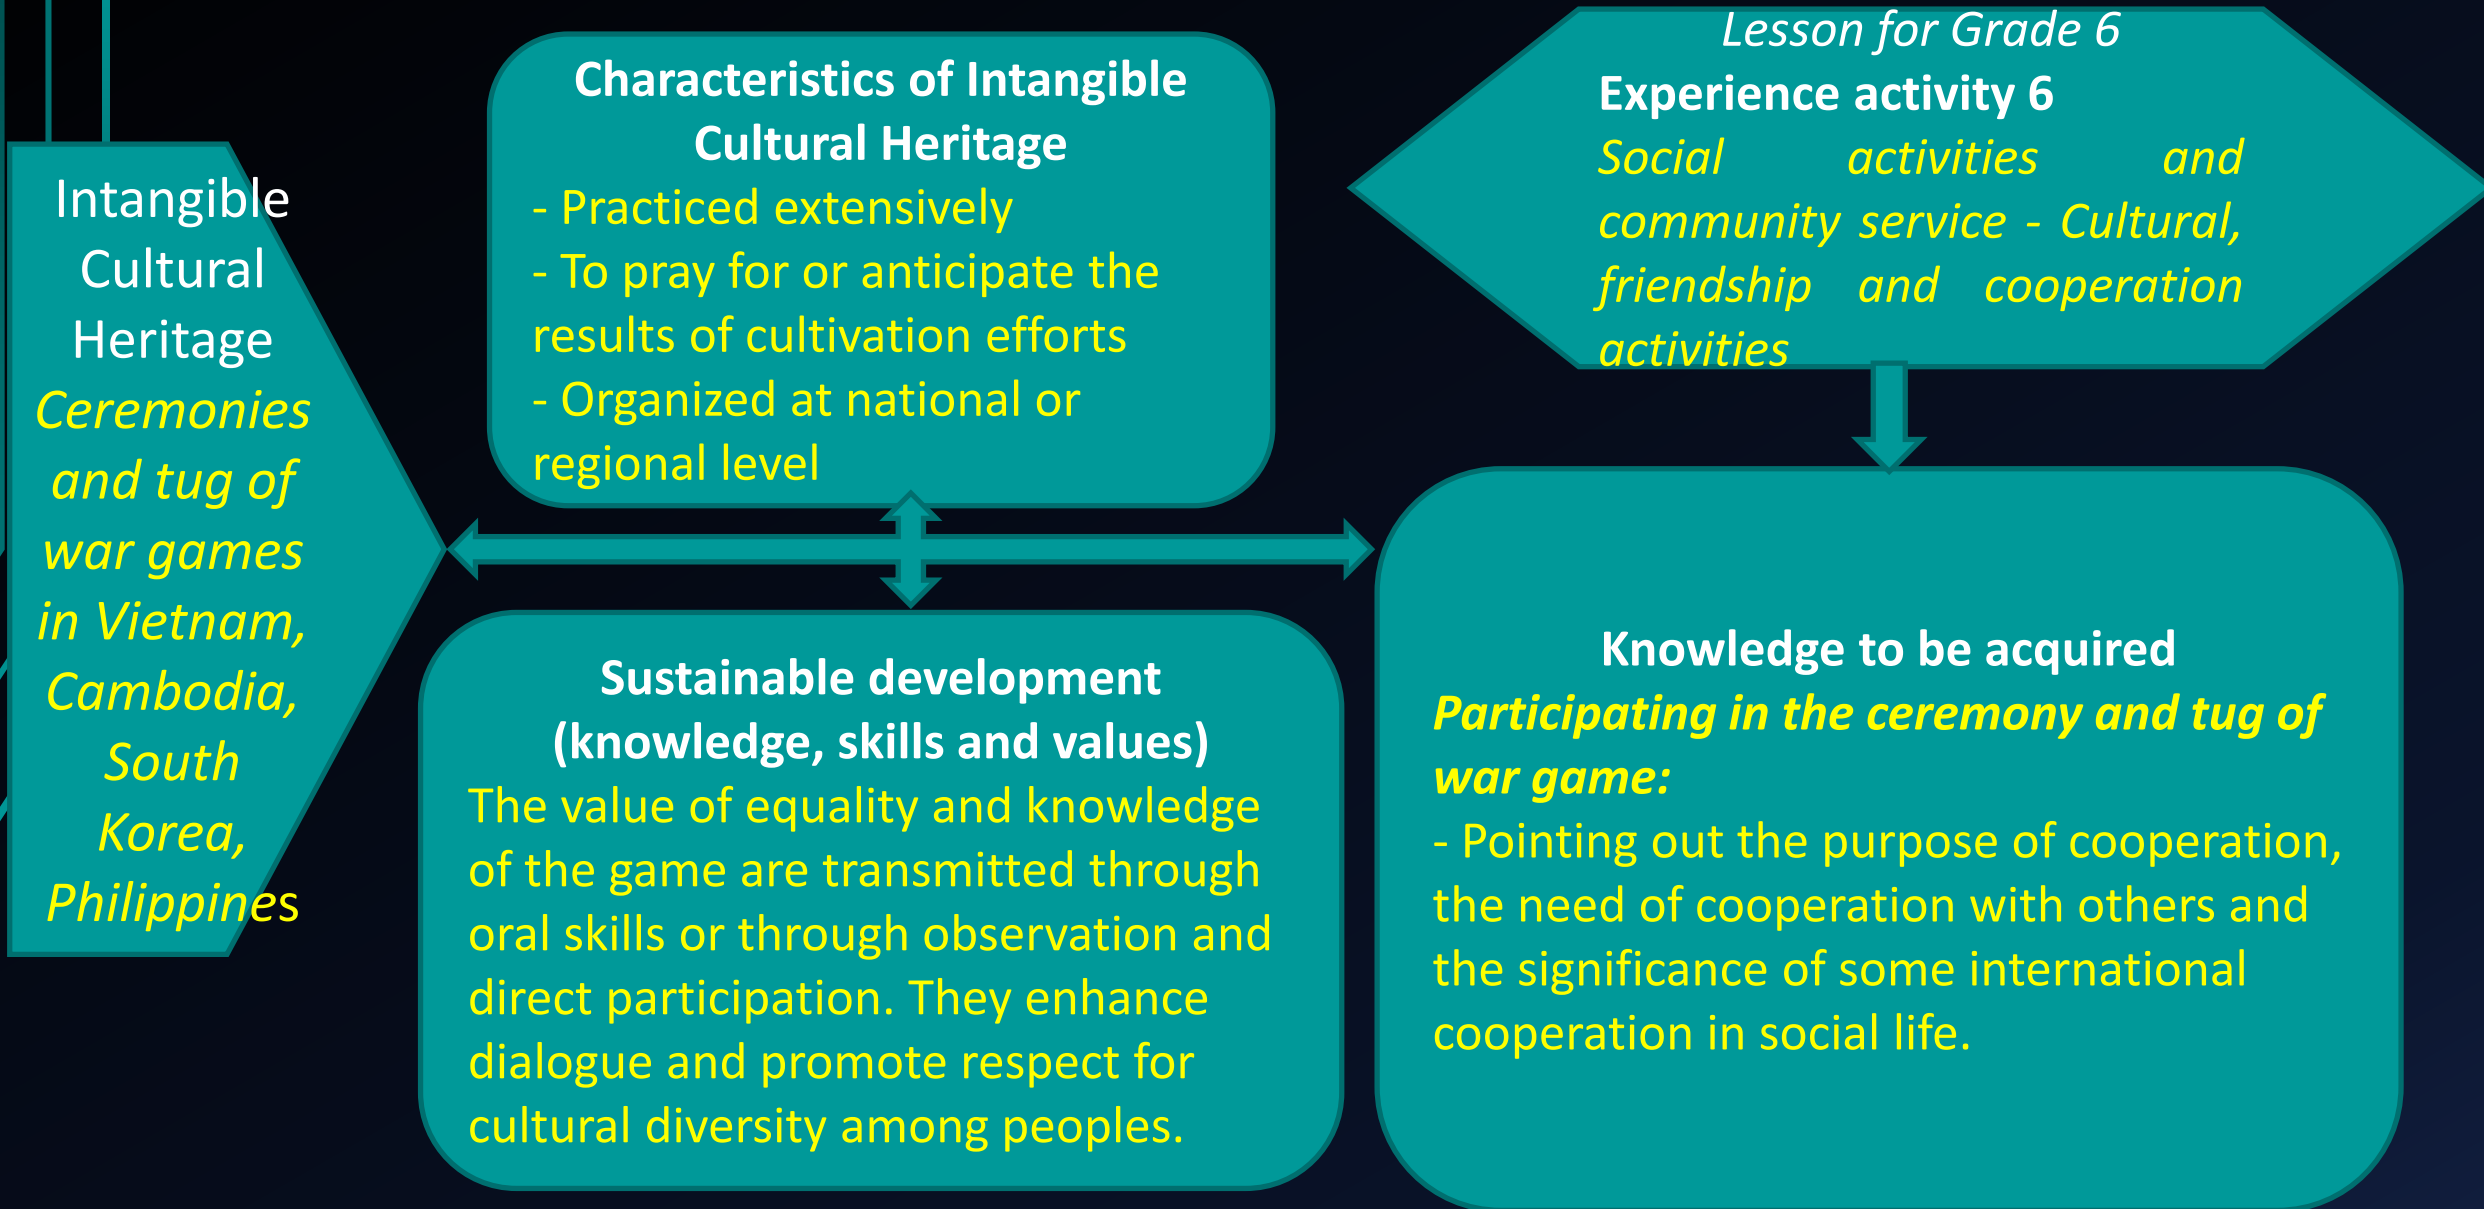 Intangible
Cultural
Heritage
Ceremonies
and tug of
war games
in Vietnam,
Cambodia,
South
Korea,
Philippines
Characteristics of Intangible
Cultural Heritage
- Practiced extensively
- To pray for or anticipate the
results of cultivation efforts
- Organized at national or
regional level
Sustainable development
(knowledge, skills and values)
The value of equality and knowledge
of the game are transmitted through
oral skills or through observation and
direct participation. They enhance
dialogue and promote respect for
cultural diversity among peoples.
Lesson for Grade 6
Experience activity 6
Social activities and
community service - Cultural,
friendship and cooperation
activities
Knowledge to be acquired
Participating in the ceremony and tug of
war game:
- Pointing out the purpose of cooperation,
the need of cooperation with others and
the significance of some international
cooperation in social life.